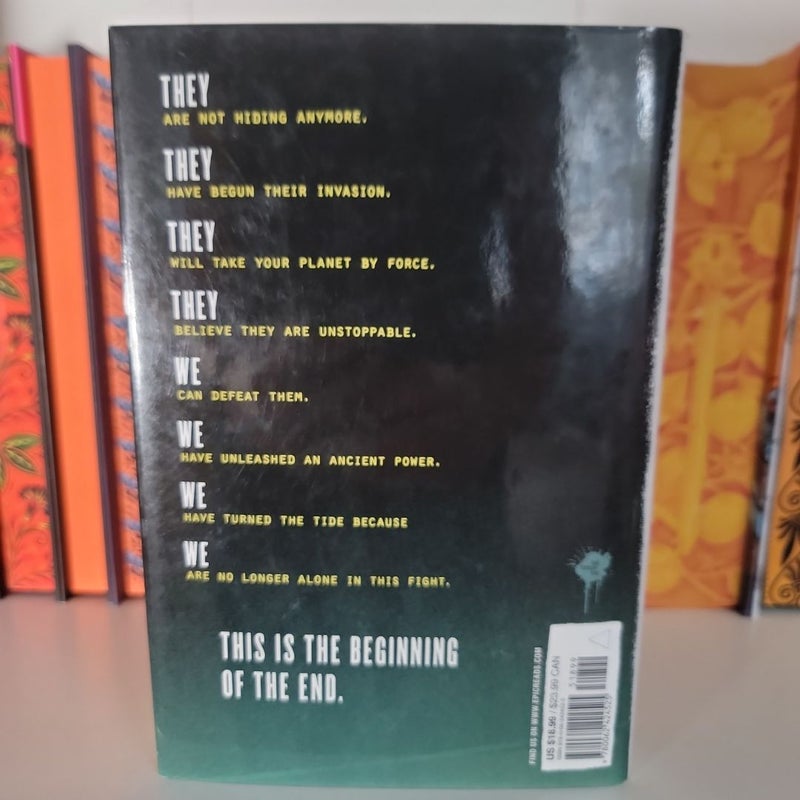 THEY
ARE NOT HIDING ANYMORE.
THEY
HAVE BEGUN THEIR INVASION.
THEY
WILL TAKE YOUR PLANET BY FORCE.
THEY
BELIEVE THEY ARE UNSTOPPABLE.
WE
CAN DEFEAT THEM.
WE
HAVE UNLEASHED AN ANCIENT POWER.
WE
HAVE TURNED THE TIDE BECAUSE
WE
ARE NO LONGER ALONE IN THIS FIGHT.
THIS IS THE BEGINNING
OF THE END.
FIND US ON WWW.EPICREADS.COM
US $18.99 / $23.99 CAN
51899